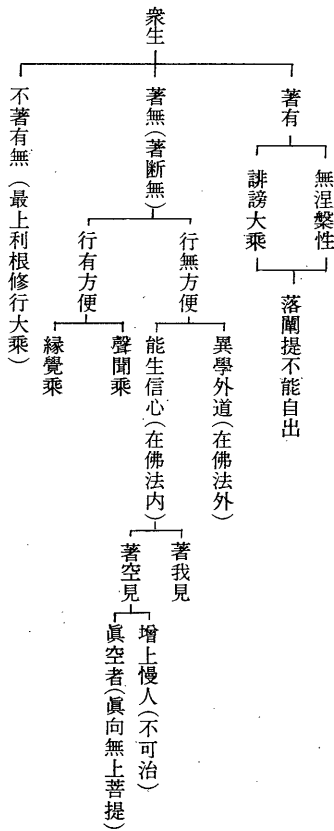 衆生
著有
無涅槃性
誹謗大乘
落闡提不能自出
著無(著断無)
行無方便
異學外道(在佛法外)
能生信心(在佛法内)
著我見
著空見
增上慢人(不可治)
眞空者(眞向無上菩提)
行有方便
聲聞乘
緣覺乘
不著有無(最上利根修行大乘)